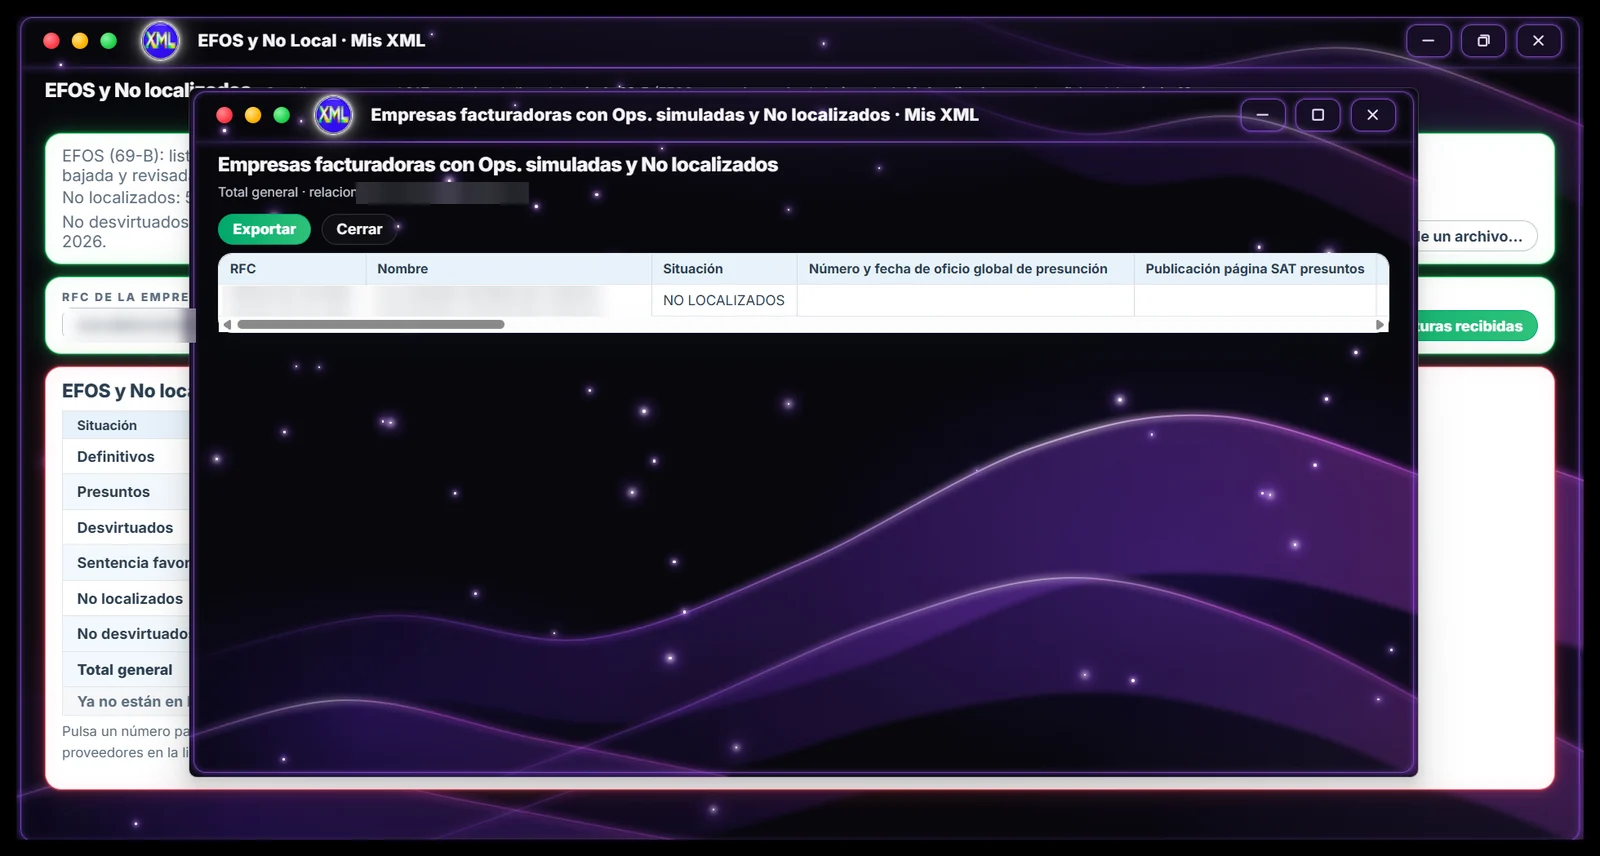 XML EFOS y No Local · Mis XML
EFOS y No localizados
EFOS (69-B): list
bajada y revisad
No localizados: 5
No desvirtuados
2026.
de un archivo...
RFC DE LA EMPRE
uras recibidas
EFOS y No loc
Situación
Definitivos
Presuntos
Desvirtuados
Sentencia favor
No localizados
No desvirtuado
Total general
Ya no están en l
Pulsa un número pa
proveedores en la li
XML Empresas facturadoras con Ops. simuladas y No localizados · Mis XML
Empresas facturadoras con Ops. simuladas y No localizados
Total general · relacion
Exportar Cerrar
RFC Nombre Situación Número y fecha de oficio global de presunción Publicación página SAT presuntos
NO LOCALIZADOS